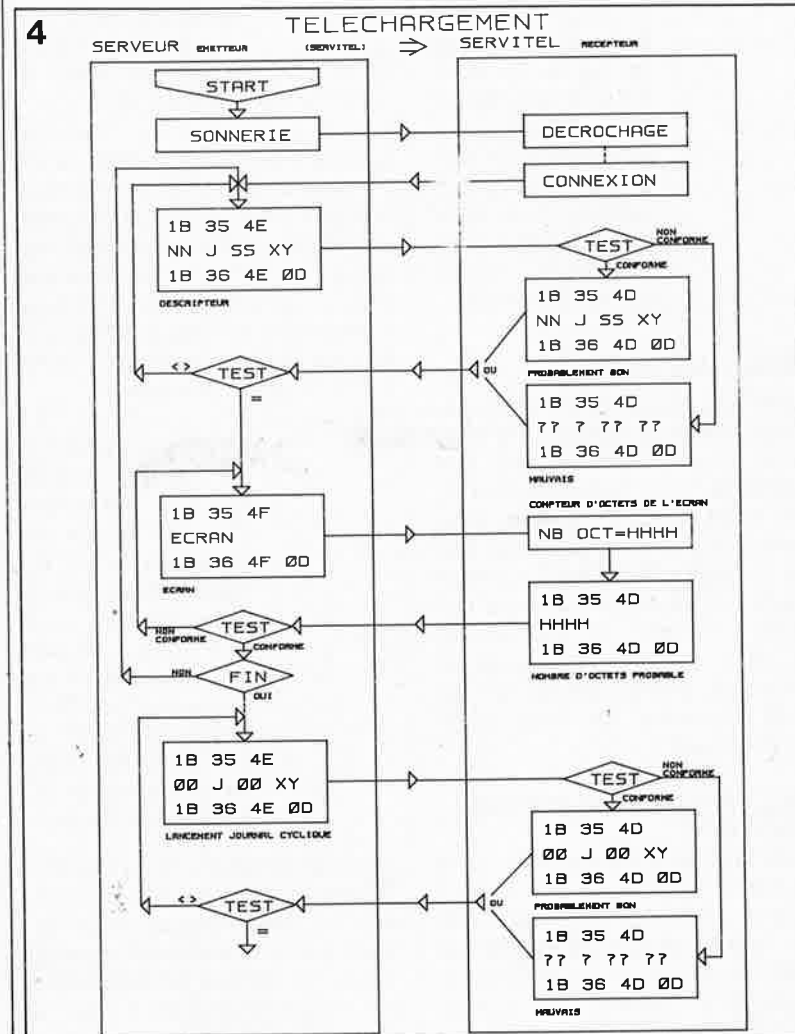 4
TELECHARGEMENT
SERVEUR EMETTEUR (SERVITEL) ⇒ SERVITEL RECEPTEUR
START
SONNERIE
DECROCHAGE
CONNEXION
1B 35 4E
NN J SS XY
1B 36 4E 0D
DESCRIPTEUR
TEST
NON CONFORME
CONFORME
1B 35 4D
NN J SS XY
1B 36 4D 0D
PROBABLEMENT BON
OU
<> TEST
=
1B 35 4D
?? ? ?? ??
1B 36 4D 0D
MAUVAIS
1B 35 4F
ECRAN
1B 36 4F 0D
ECRAN
COMPTEUR D'OCTETS DE L'ECRAN
NB OCT=HHHH
1B 35 4D
HHHH
1B 36 4D 0D
NOMBRE D'OCTETS PROBABLE
TEST
NON CONFORME
CONFORME
NON FIN
OUI
1B 35 4E
00 J 00 XY
1B 36 4E 0D
LANCEMENT JOURNAL CYCLIQUE
TEST
NON CONFORME
CONFORME
1B 35 4D
00 J 00 XY
1B 36 4D 0D
PROBABLEMENT BON
OU
<> TEST
=
1B 35 4D
?? ? ?? ??
1B 36 4D 0D
MAUVAIS